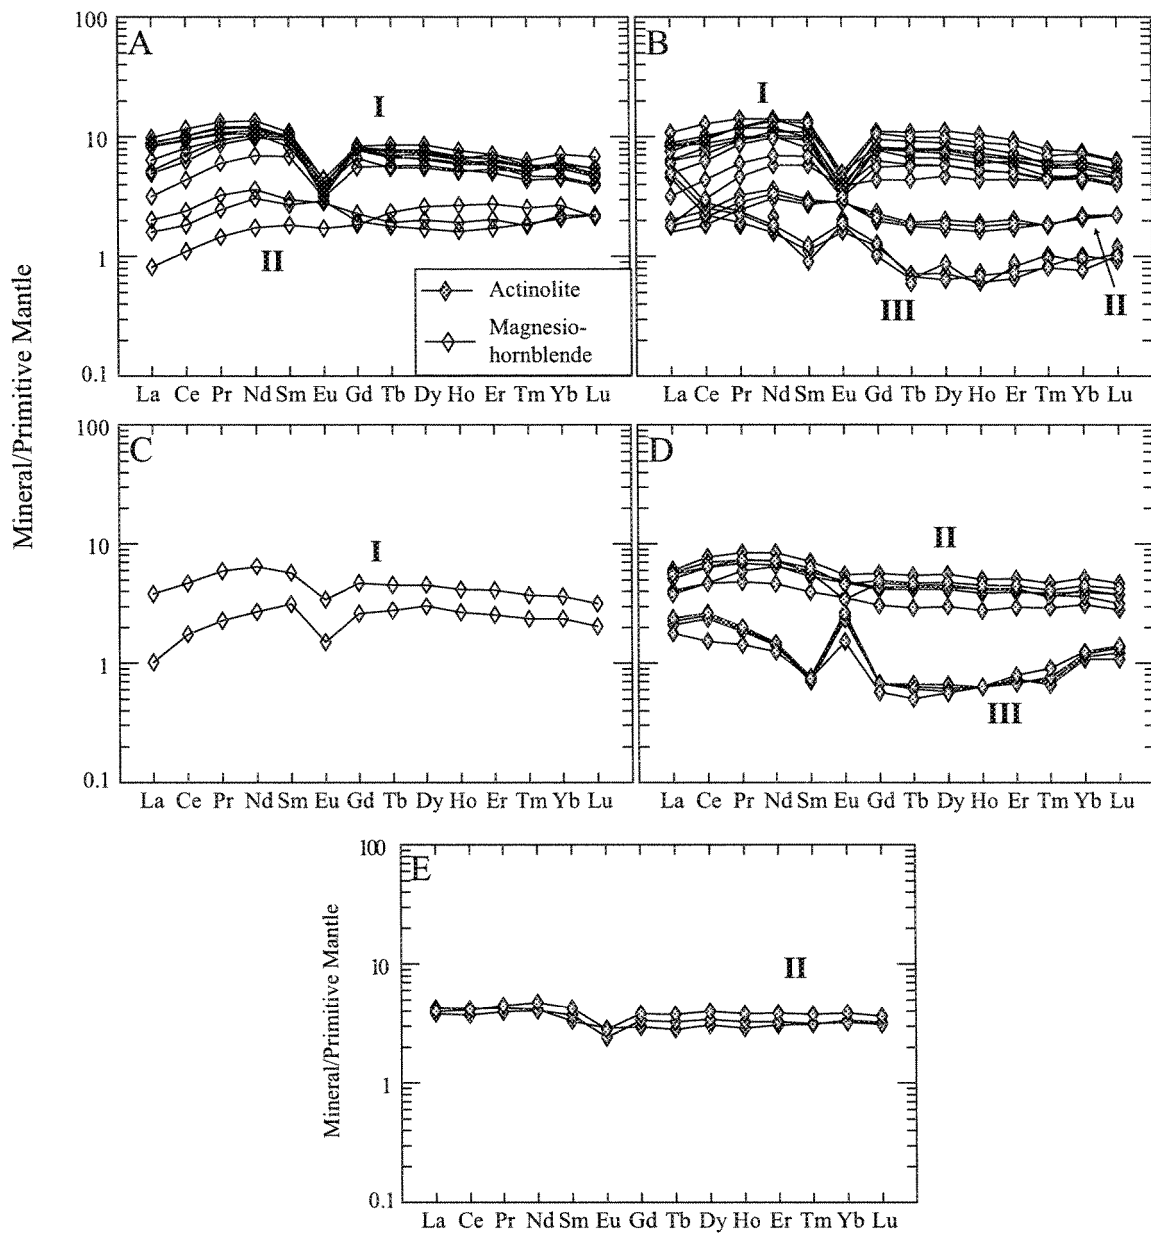 A
B
100
10
1
0.1
I
I
II
III
II
Actinolite
Magnesio-
hornblende
La Ce Pr Nd Sm Eu Gd Tb Dy Ho Er Tm Yb Lu
La Ce Pr Nd Sm Eu Gd Tb Dy Ho Er Tm Yb Lu
Mineral/Primitive Mantle
C
D
100
10
1
0.1
I
II
III
La Ce Pr Nd Sm Eu Gd Tb Dy Ho Er Tm Yb Lu
La Ce Pr Nd Sm Eu Gd Tb Dy Ho Er Tm Yb Lu
E
100
10
1
0.1
II
Mineral/Primitive Mantle
La Ce Pr Nd Sm Eu Gd Tb Dy Ho Er Tm Yb Lu